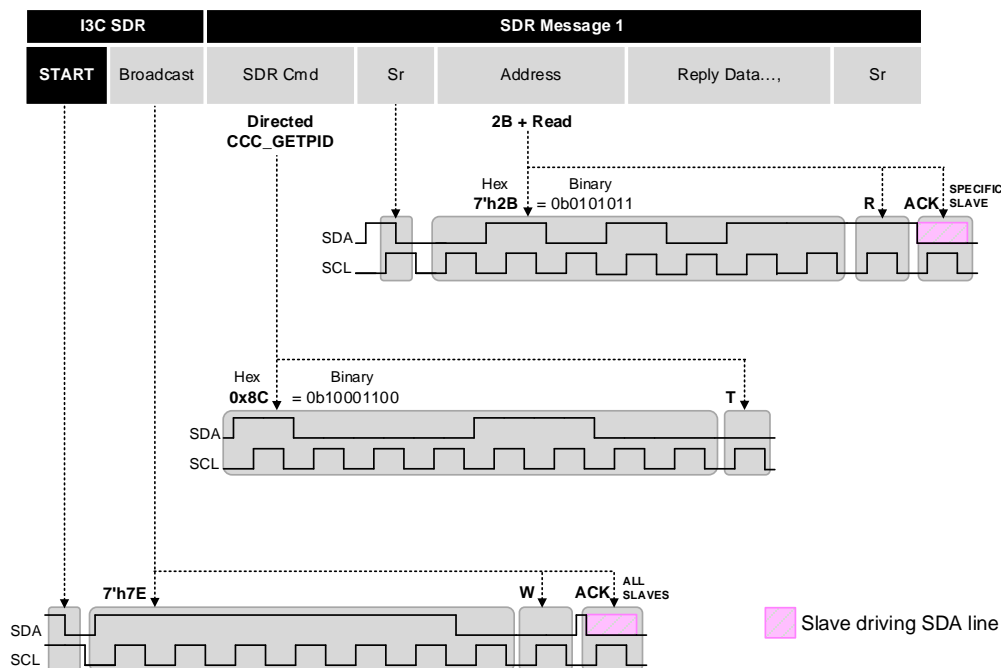 I3C SDR SDR Message 1
START Broadcast SDR Cmd Sr Address Reply Data..., Sr
Directed
CCC_GETPID
2B + Read
Hex Binary
7'h2B = 0b0101011
R ACK SPECIFIC
SLAVE
SDA
SCL
Hex Binary
0x8C = 0b10001100
T
SDA
SCL
7'h7E W ACK ALL
SLAVES
SDA
SCL
Slave driving SDA line